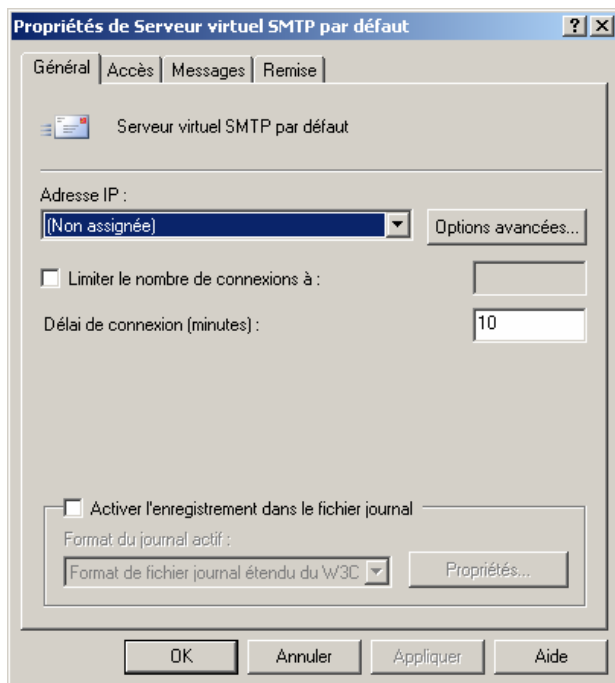 Propriétés de Serveur virtuel SMTP par défaut
Général Accès Messages Remise
Serveur virtuel SMTP par défaut
Adresse IP :
(Non assignée) Options avancées...
Limiter le nombre de connexions à :
Délai de connexion (minutes) : 10
Activer l'enregistrement dans le fichier journal
Format du journal actif :
Format de fichier journal étendu du W3C Propriétés...
OK Annuler Appliquer Aide